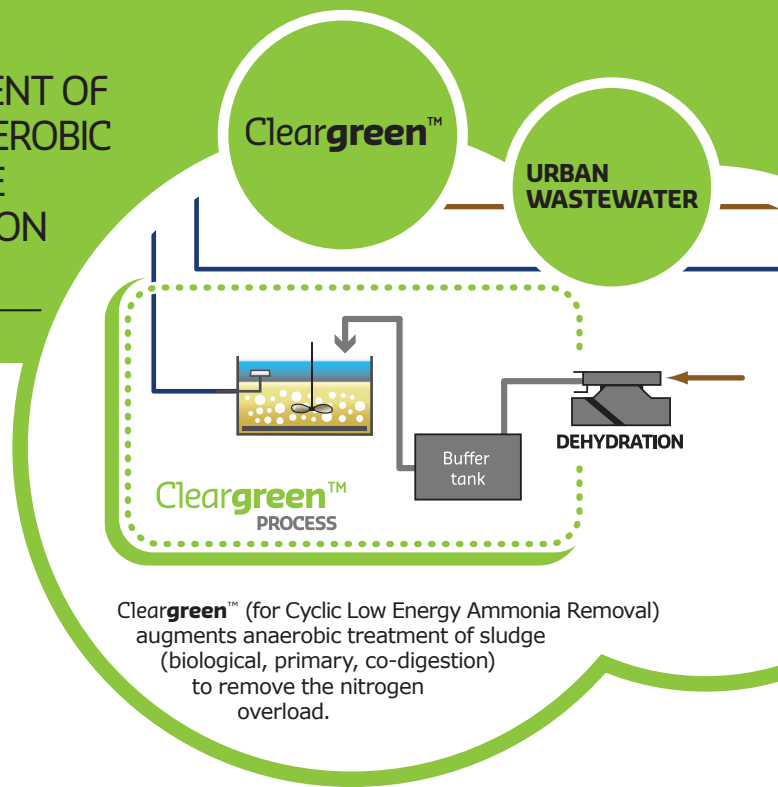 ENT OF
EROBIC
E
ON
Cleargreen™
URBAN
WASTEWATER
DEHYDRATION
Buffer
tank
Cleargreen™
PROCESS
Cleargreen™ (for Cyclic Low Energy Ammonia Removal)
augments anaerobic treatment of sludge
(biological, primary, co-digestion)
to remove the nitrogen
overload.